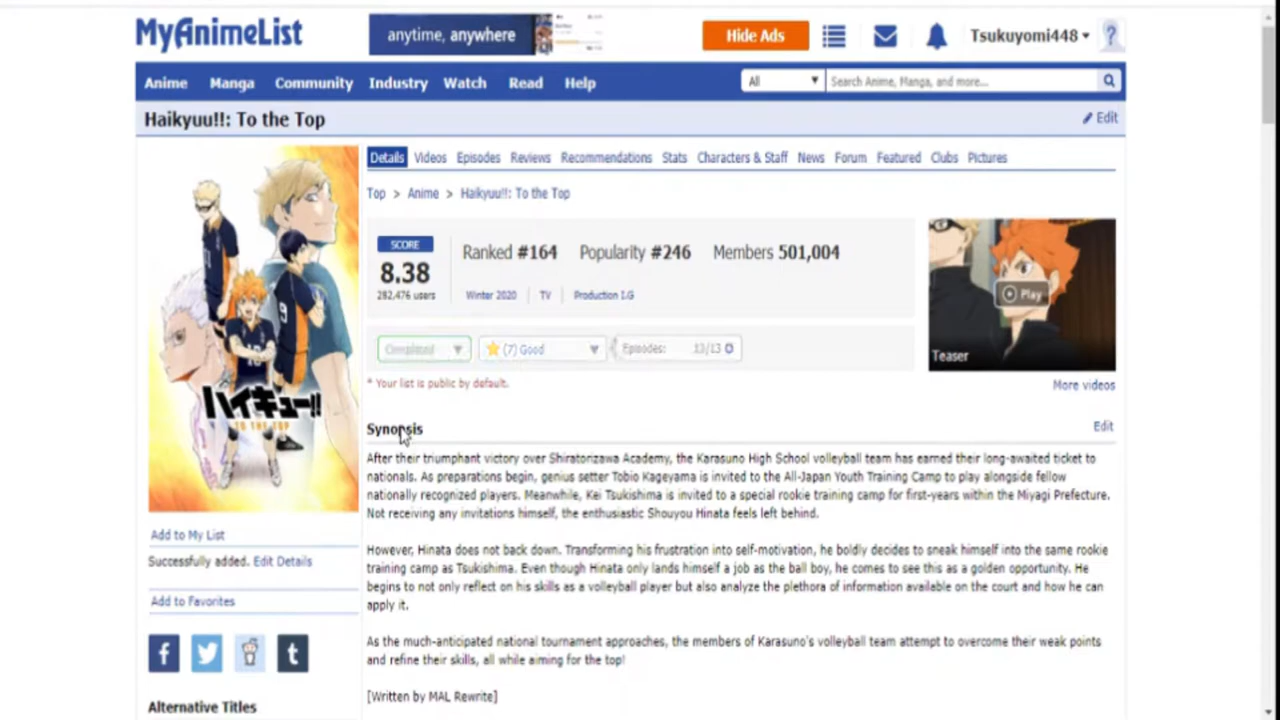 MyAnimeList
anytime, anywhere
Hide Ads
Tsukuyomi448
Anime Manga Community Industry Watch Read Help
All
Search Anime, Manga, and more...
Haikyuu!!: To the Top
Edit
Details Videos Episodes Reviews Recommendations Stats Characters & Staff News Forum Featured Clubs Pictures
Top > Anime > Haikyuu!!: To the Top
SCORE
8.38
282,476 users
Ranked #164 Popularity #246 Members 501,004
Winter 2020 TV Production I.G
Completed
(7) Good
Episodes: 13/13
* Your list is public by default.
Play
Teaser
More videos
ハイキュー!!
TO THE TOP
Synopsis
Edit
After their triumphant victory over Shiratorizawa Academy, the Karasuno High School volleyball team has earned their long-awaited ticket to
nationals. As preparations begin, genius setter Tobio Kageyama is invited to the All-Japan Youth Training Camp to play alongside fellow
nationally recognized players. Meanwhile, Kei Tsukishima is invited to a special rookie training camp for first-years within the Miyagi Prefecture.
Not receiving any invitations himself, the enthusiastic Shouyou Hinata feels left behind.
However, Hinata does not back down. Transforming his frustration into self-motivation, he boldly decides to sneak himself into the same rookie
training camp as Tsukishima. Even though Hinata only lands himself a job as the ball boy, he comes to see this as a golden opportunity. He
begins to not only reflect on his skills as a volleyball player but also analyze the plethora of information available on the court and how he can
apply it.
As the much-anticipated national tournament approaches, the members of Karasuno's volleyball team attempt to overcome their weak points
and refine their skills, all while aiming for the top!
[Written by MAL Rewrite]
Add to My List
Successfully added. Edit Details
Add to Favorites
Alternative Titles